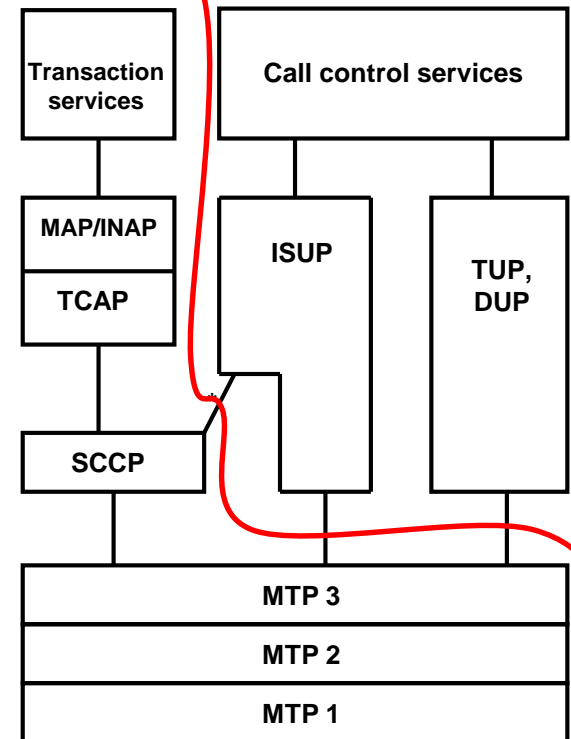 Transaction
services
Call control services
MAP/INAP
TCAP
ISUP
TUP,
DUP
*
SCCP
MTP 3
MTP 2
MTP 1